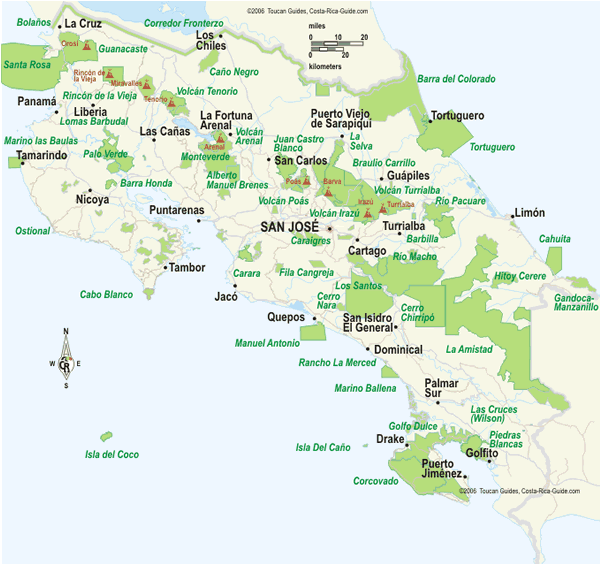 ©2006 Toucan Guides, Costa-Rica-Guide.com
miles
0 10 20
0 10 20
kilometers
Bolaños
La Cruz
Corredor Fronterzo
Los
Chiles
Orosí
Guanacaste
Santa Rosa
Rincón de
la Vieja
Miravalles
Caño Negro
Barra del Colorado
Tenorio
Volcán Tenorio
Rincón de la Vieja
Panamá
Liberia
Lomas Barbudal
La Fortuna
Arenal
Puerto Viejo
de Sarapiquí
Tortuguero
Las Cañas
Volcán
Arenal
Juan Castro
Blanco
La
Selva
Tortuguero
Marino las Baulas
Tamarindo
Palo Verde
Arenal
Monteverde
San Carlos
Braulio Carrillo
Barra Honda
Alberto
Manuel Brenes
Poás
Barva
Guápiles
Volcán Turrialba
Nicoya
Volcán Poás
Irazú
Turrialba
Río Pacuare
Puntarenas
Volcán Irazú
Limón
Ostional
SAN JOSÉ
Caraigres
Turrialba
Barbilla
Cartago
Cahuita
Río Macho
Tambor
Carara
Fila Cangreja
Hitoy Cerere
Cabo Blanco
Jacó
Los Santos
Gandoca-
Manzanillo
Cerro
Nara
Cerro
Chirripó
Quepos
San Isidro
El General
Manuel Antonio
Dominical
La Amistad
Rancho La Merced
N
W
E
S
CR
Marino Ballena
Palmar
Sur
Las Cruces
(Wilson)
Golfo Dulce
Piedras
Blancas
Isla del Coco
Isla Del Caño
Drake
Golfito
Puerto
Jiménez
Corcovado
©2006 Toucan Guides, Costa-Rica-Guide.com